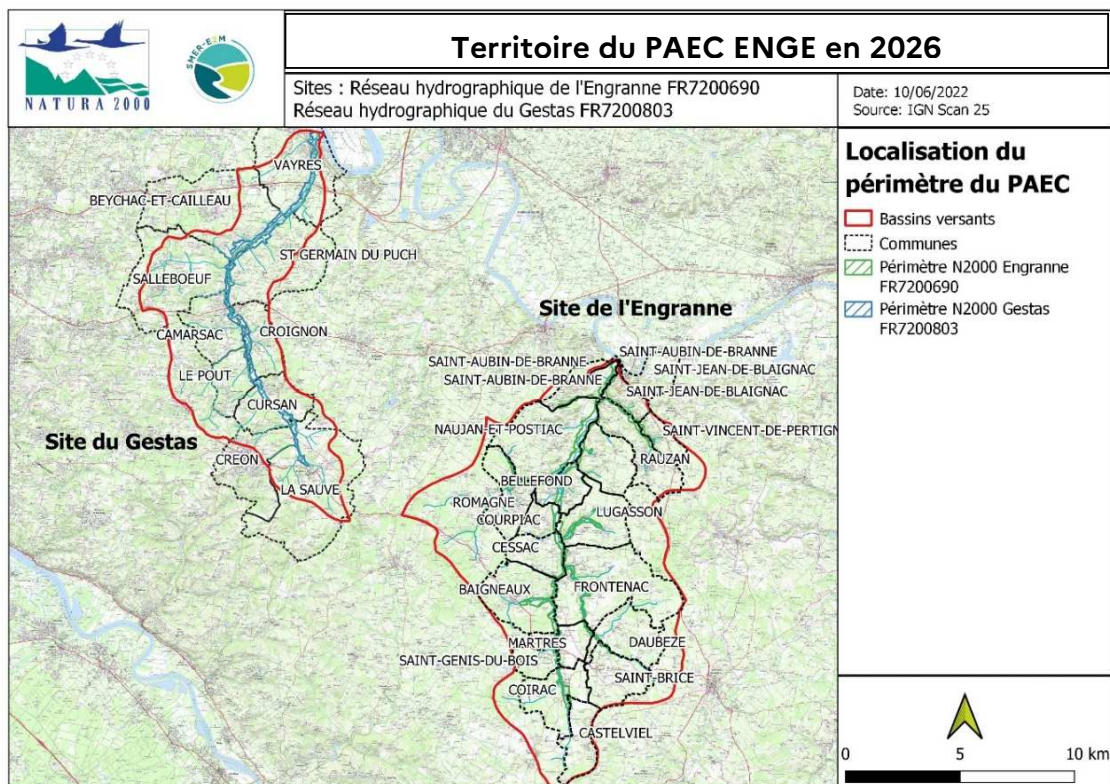 NATURA 2000
SMER-E2M
Territoire du PAEC ENGE en 2026
Sites : Réseau hydrographique de l'Engranne FR7200690
Réseau hydrographique du Gestas FR7200803
Date: 10/06/2022
Source: IGN Scan 25
VAYRES
BEYCHAC-ET-CAILLEAU
ST GERMAIN DU PUCH
SALLEBOEUF
CAMARSAC
CROIGNON
LE POUT
CURSAN
Site du Gestas
CREON
LA SAUVE
Site de l'Engranne
SAINT-AUBIN-DE-BRANNE
SAINT-AUBIN-DE-BRANNE
SAINT-JEAN-DE-BLAIGNAC
SAINT-AUBIN-DE-BRANNE
SAINT-JEAN-DE-BLAIGNAC
NAUJAN-ET-POSTIAC
SAINT-VINCENT-DE-PERTIGN
RAUZAN
BELLEFOND
ROMAGNE
LUGASSON
COURPIAC
CESSAC
BAIGNEAUX
FRONTENAC
MARTRES
DAUBEZE
SAINT-GENIS-DU-BOIS
SAINT-BRICE
COIRAC
CASTELVIEL
Localisation du
périmètre du PAEC
Bassins versants
Communes
Périmètre N2000 Engranne
FR7200690
Périmètre N2000 Gestas
FR7200803
0 5 10 km